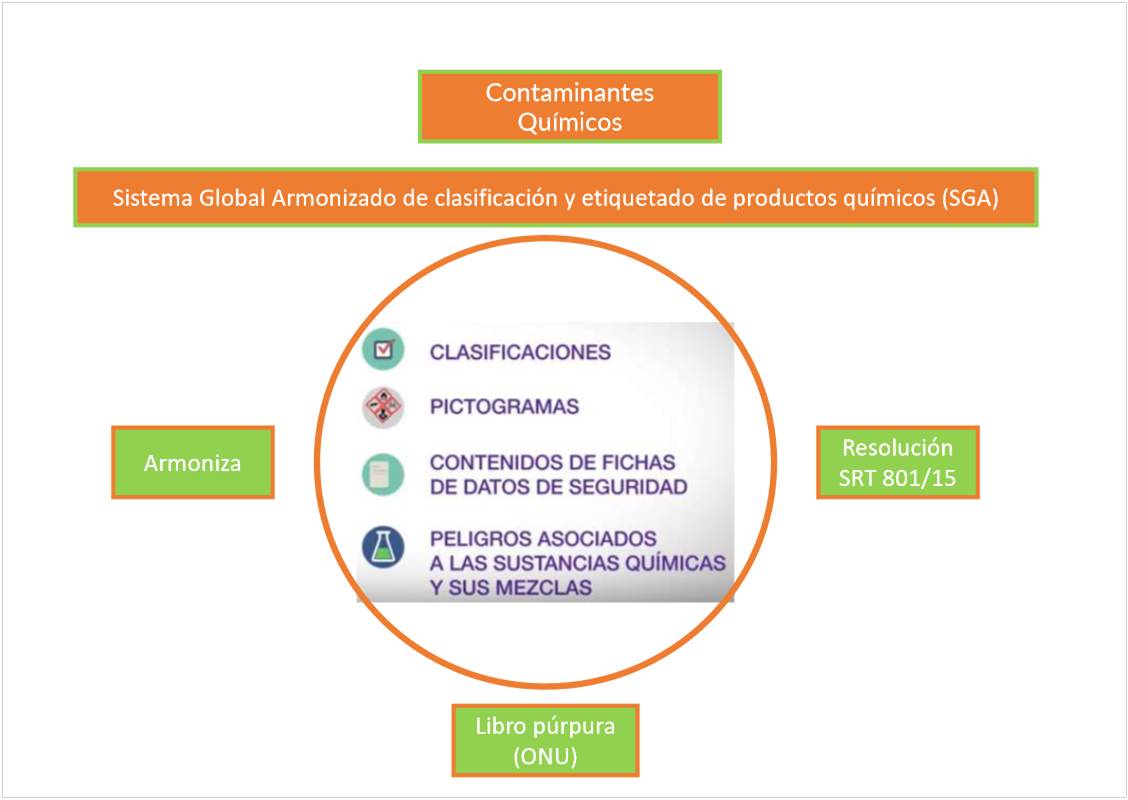 Contaminantes
Químicos
Sistema Global Armonizado de clasificación y etiquetado de productos químicos (SGA)
CLASIFICACIONES
PICTOGRAMAS
CONTENIDOS DE FICHAS
DE DATOS DE SEGURIDAD
PELIGROS ASOCIADOS
A LAS SUSTANCIAS QUÍMICAS
Y SUS MEZCLAS
Armoniza
Resolución
SRT 801/15
Libro púrpura
(ONU)